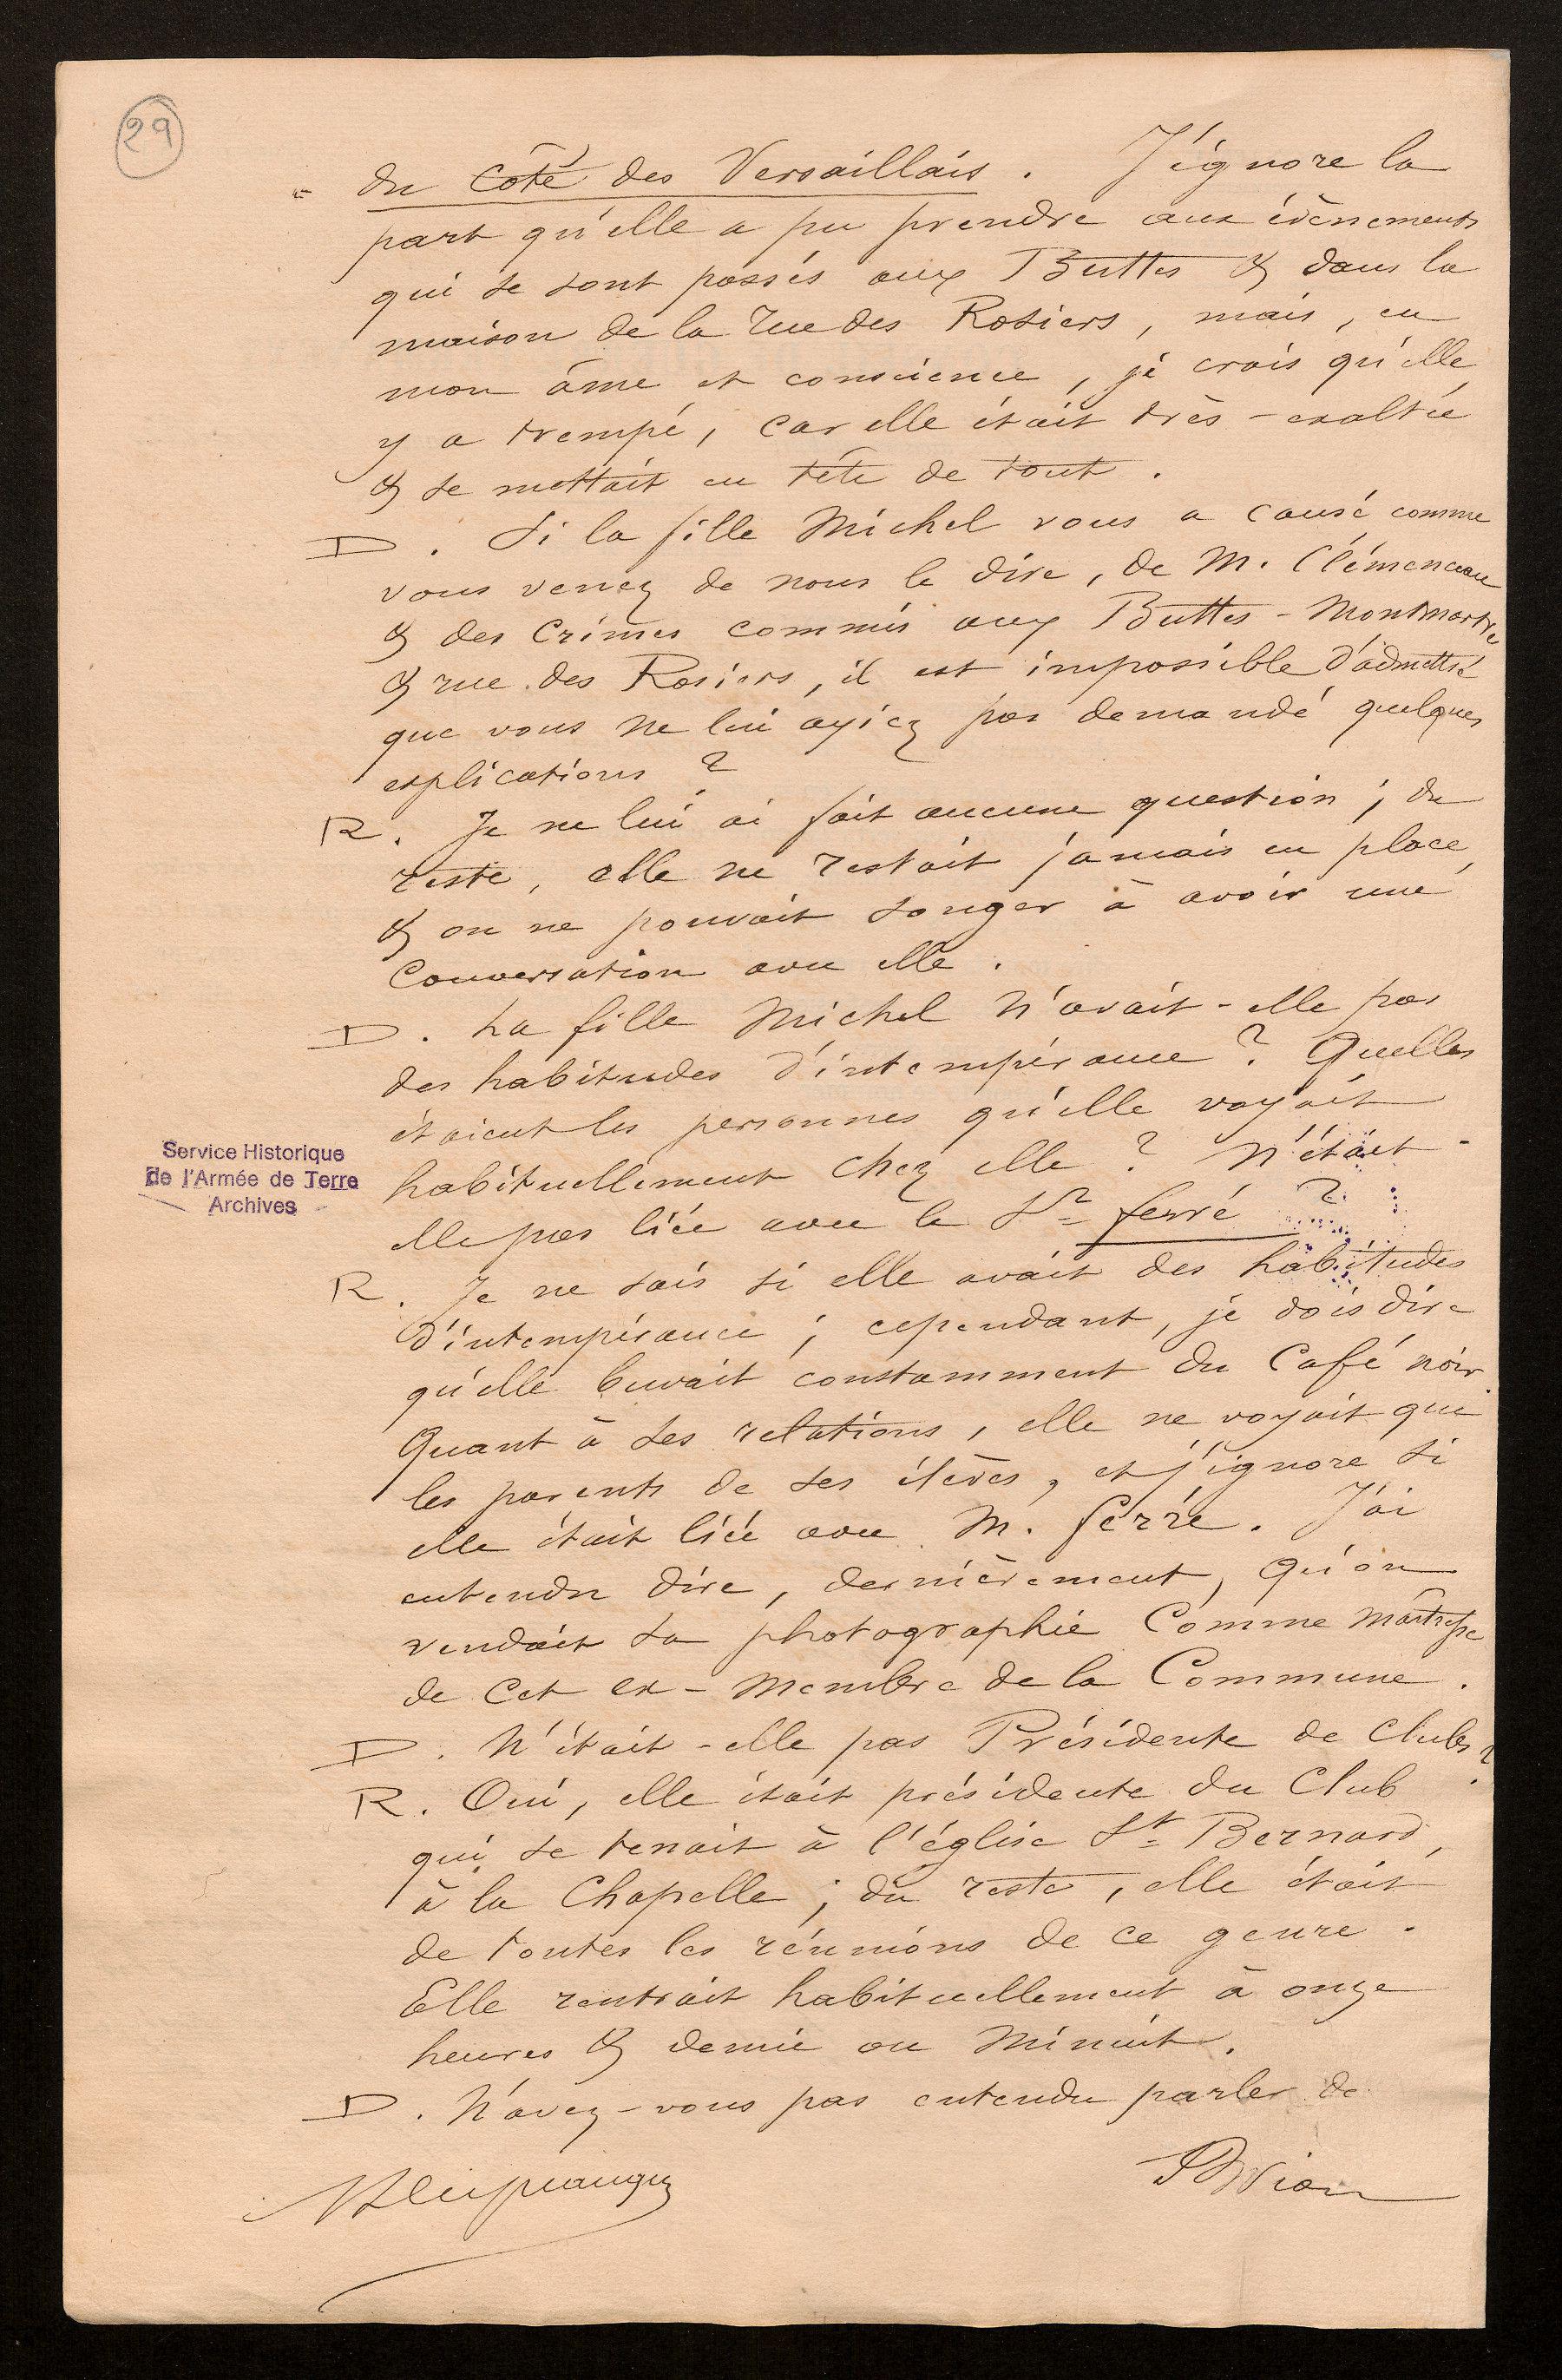 29
du côté des Versaillais. J'ignore la
part qu'elle a pu prendre aux évènements
qui se sont passés aux Buttes & dans la
maison de la rue des Rosiers, mais, en
mon âme et conscience, je crois qu'elle
y a trempé, car elle était très-exaltée
& se mettait en tête de tout.
D. Si la fille Michel vous a causé comme
vous venez de nous le dire, de M. Clémenceau
& des Crimes commis aux Buttes-Montmartre
& rue des Rosiers, il est impossible d'admettre
que vous ne lui ayiez pas demandé quelques
explications ?
R. Je ne lui ai fait aucune question ; du
reste, elle ne restait jamais en place,
& on ne pouvait songer à avoir une
Conversation avec elle.
D. La fille Michel n'avait-elle pas
des habitudes d'intempérance ? Quelles
étaient les personnes qu'elle voyait
habituellement chez elle ? N'était-
Service Historique
de l'Armée de Terre
Archives
elle pas liée avec le Sr ferré ?
R. Je ne sais si elle avait des habitudes
d'intempérance ; cependant, je dois dire
qu'elle buvait constamment du Café noir.
Quant à ses relations, elle ne voyait que
les parents de ses élèves, et j'ignore si
elle était liée avec M. ferré. J'ai
entendu dire, dernièrement, qu'on
vendait sa photographie Comme Maîtresse
de cet ex-Membre de la Commune.
D. N'était-elle pas Présidente de Clubs ?
R. Oui, elle était présidente du Club
qui se tenait à l'église St Bernard,
à la Chapelle ; du reste, elle était
de toutes les réunions de ce genre.
Elle rentrait habituellement à onze
heures & demie ou Minuit.
D. N'avez-vous pas entendu parler de